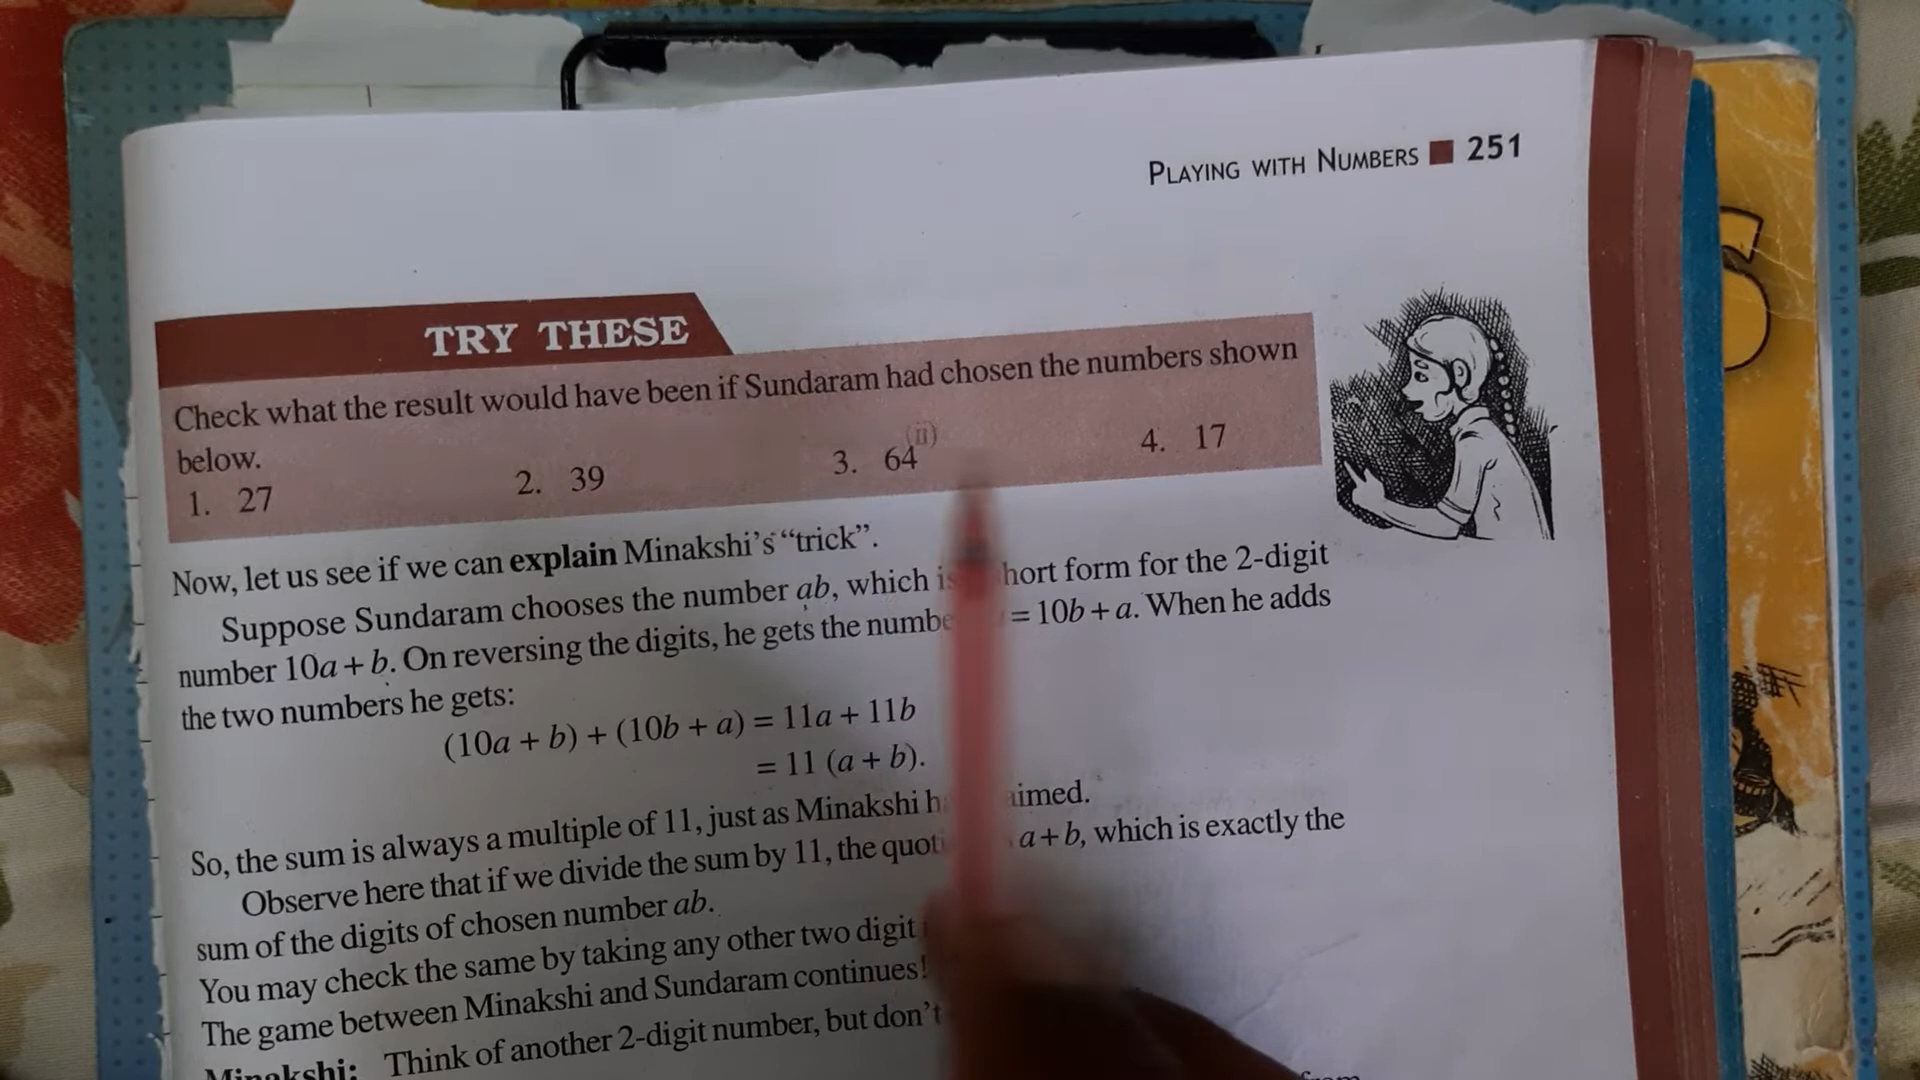 PLAYING WITH NUMBERS 251
TRY THESE
Check what the result would have been if Sundaram had chosen the numbers shown
below.
1. 27 2. 39 3. 64 (ii) 4. 17
Now, let us see if we can explain Minakshi's “trick”.
Suppose Sundaram chooses the number ab, which short form for the 2-digit
number 10a + b. On reversing the digits, he gets the = 10b + a. When he adds
the two numbers he gets:
(10a + b) + (10b + a) = 11a + 11b
= 11 (a + b).
So, the sum is always a multiple of 11, just as Minakshi
Observe here that if we divide the sum by 11, the a + b, which is exactly the
sum of the digits of chosen number ab.
You may check the same by taking any other two digit
The game between Minakshi and Sundaram continues!
Minakshi: Think of another 2-digit number, but don't